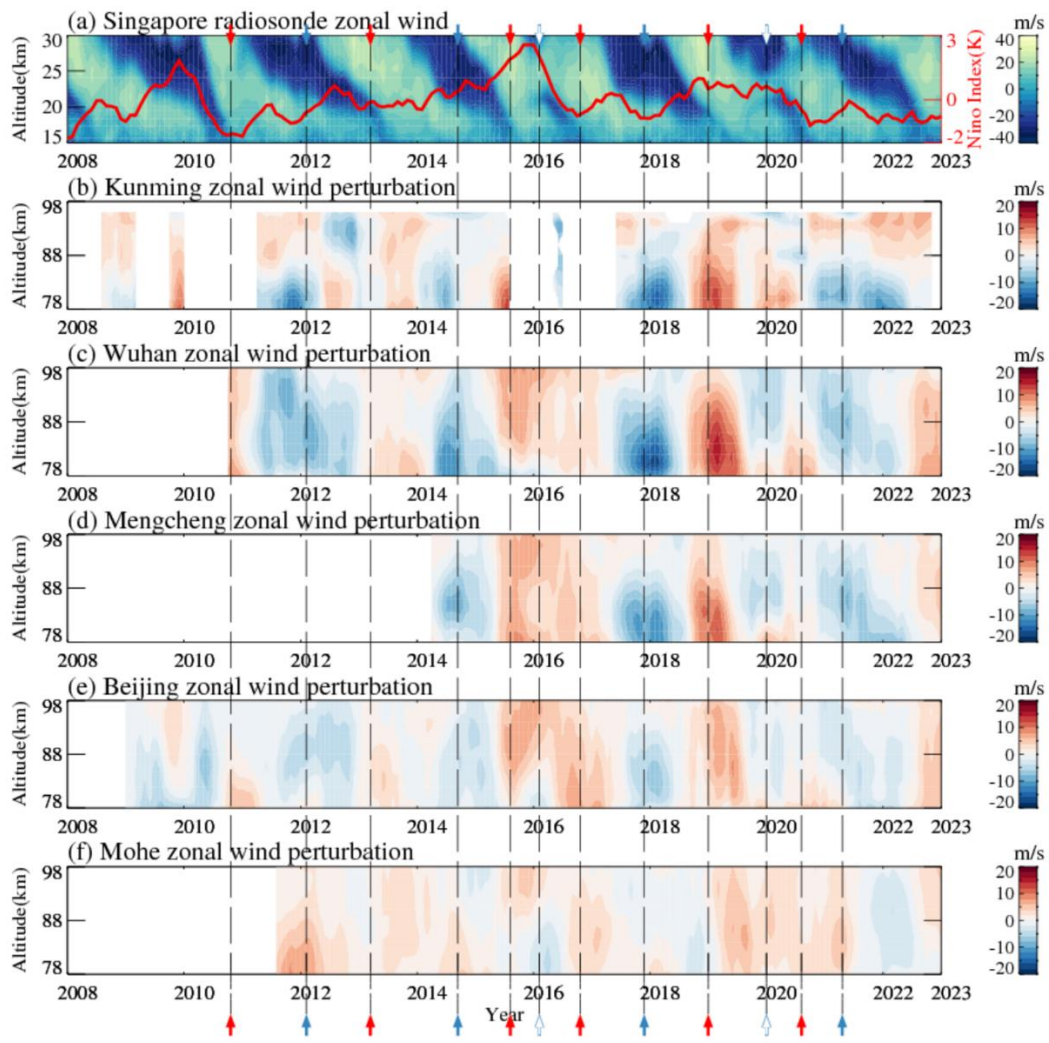 (a) Singapore radiosonde zonal wind
m/s
Altitude(km)
30
25
20
15
3
0
-2
Nino Index(K)
40
20
0
-20
-40
2008 2010 2012 2014 2016 2018 2020 2022 2023
(b) Kunming zonal wind perturbation
m/s
Altitude(km)
98
88
78
20
10
0
-10
-20
2008 2010 2012 2014 2016 2018 2020 2022 2023
(c) Wuhan zonal wind perturbation
m/s
Altitude(km)
98
88
78
20
10
0
-10
-20
2008 2010 2012 2014 2016 2018 2020 2022 2023
(d) Mengcheng zonal wind perturbation
m/s
Altitude(km)
98
88
78
20
10
0
-10
-20
2008 2010 2012 2014 2016 2018 2020 2022 2023
(e) Beijing zonal wind perturbation
m/s
Altitude(km)
98
88
78
20
10
0
-10
-20
2008 2010 2012 2014 2016 2018 2020 2022 2023
(f) Mohe zonal wind perturbation
m/s
Altitude(km)
98
88
78
20
10
0
-10
-20
2008 2010 2012 2014 2016 2018 2020 2022 2023
Year